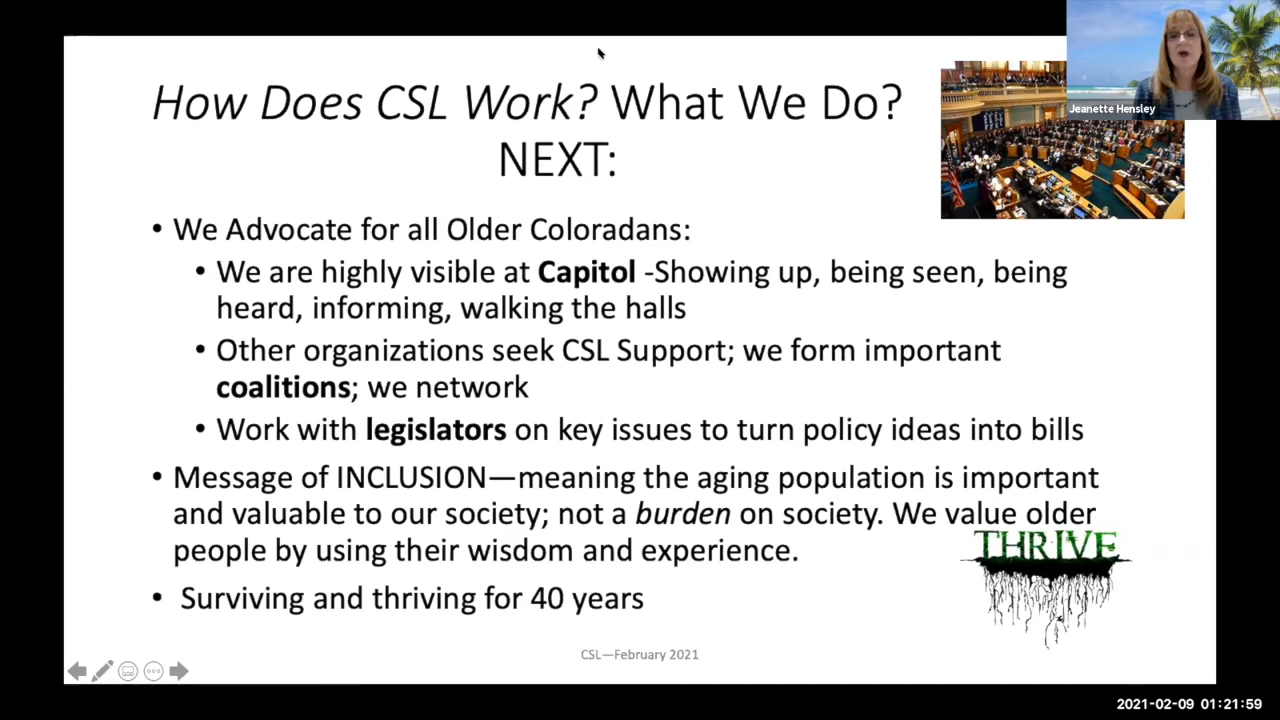 How Does CSL Work? What We Do?
NEXT:
Jeanette Hensley
• We Advocate for all Older Coloradans:
• We are highly visible at Capitol -Showing up, being seen, being
heard, informing, walking the halls
• Other organizations seek CSL Support; we form important
coalitions; we network
• Work with legislators on key issues to turn policy ideas into bills
• Message of INCLUSION—meaning the aging population is important
and valuable to our society; not a burden on society. We value older
people by using their wisdom and experience.
THRIVE
• Surviving and thriving for 40 years
CSL—February 2021
2021-02-09 01:21:59